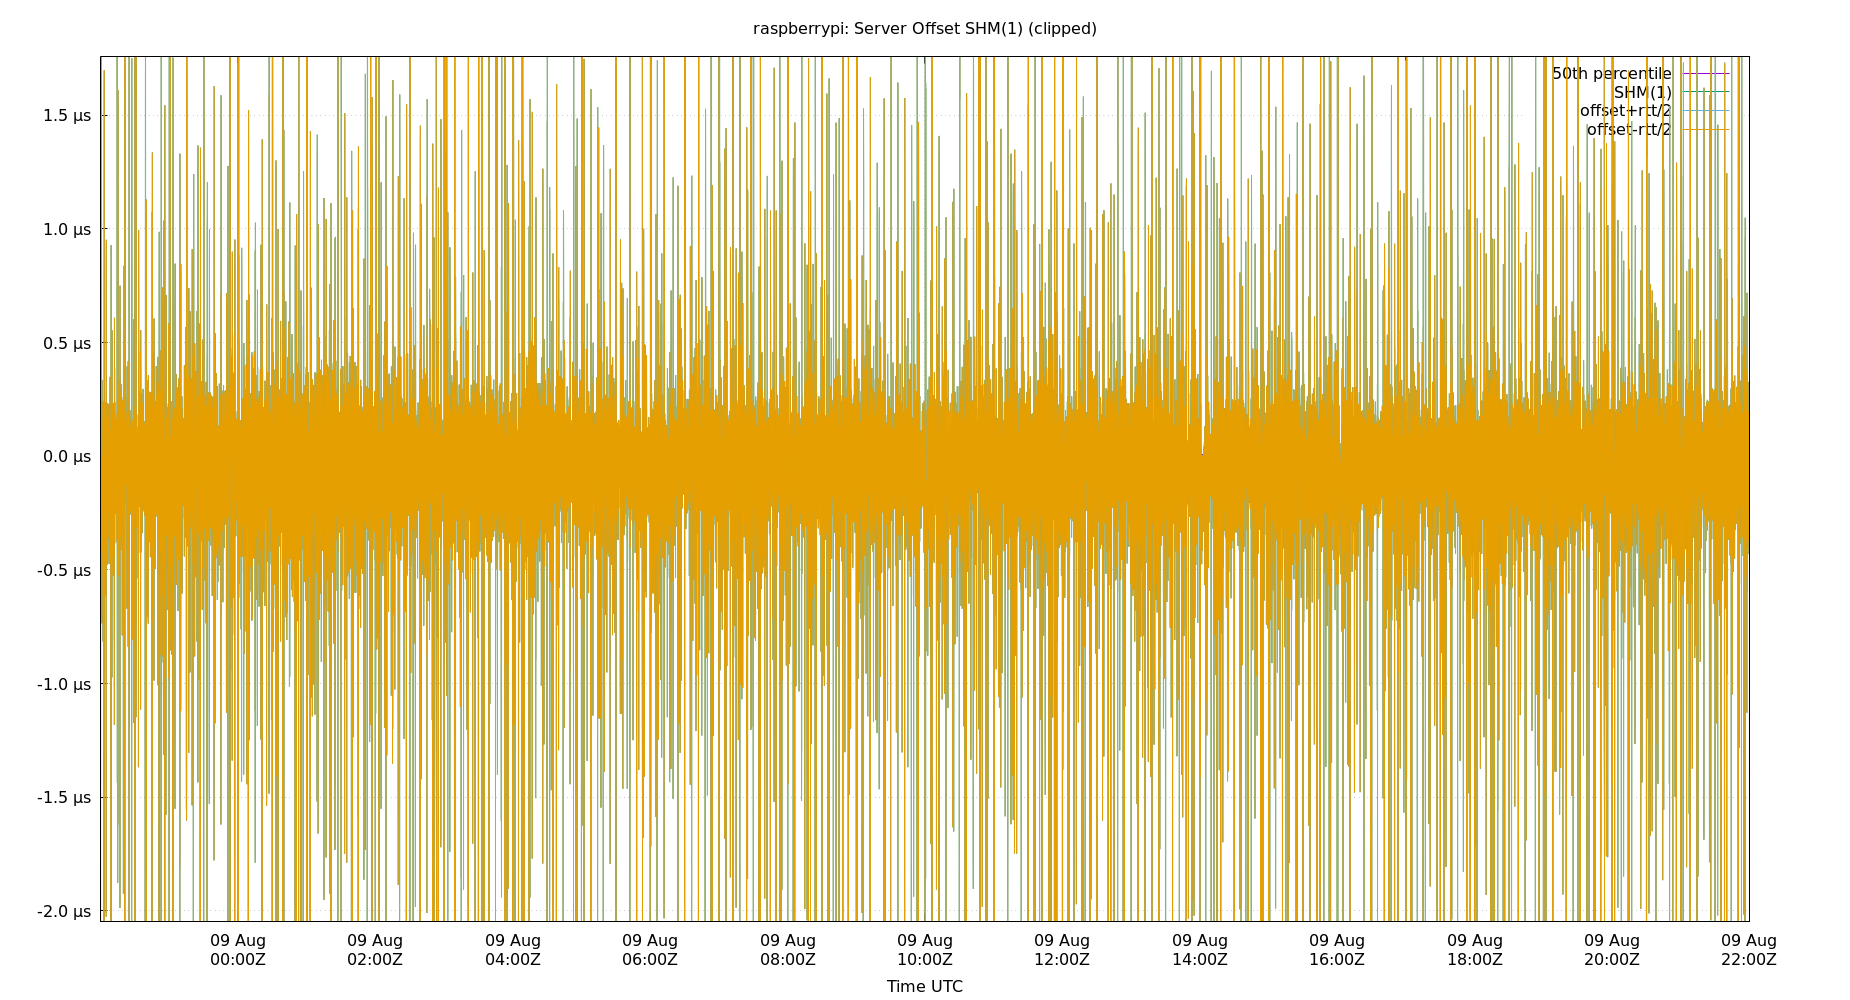 raspberrypi: Server Offset SHM(1) (clipped)
50th percentile
SHM(1)
offset+rtt/2
offset-rtt/2
1.5 µs
1.0 µs
0.5 µs
0.0 µs
-0.5 µs
-1.0 µs
-1.5 µs
-2.0 µs
09 Aug 09 Aug 09 Aug 09 Aug 09 Aug 09 Aug 09 Aug 09 Aug 09 Aug 09 Aug 09 Aug 09 Aug
00:00Z 02:00Z 04:00Z 06:00Z 08:00Z 10:00Z 12:00Z 14:00Z 16:00Z 18:00Z 20:00Z 22:00Z
Time UTC